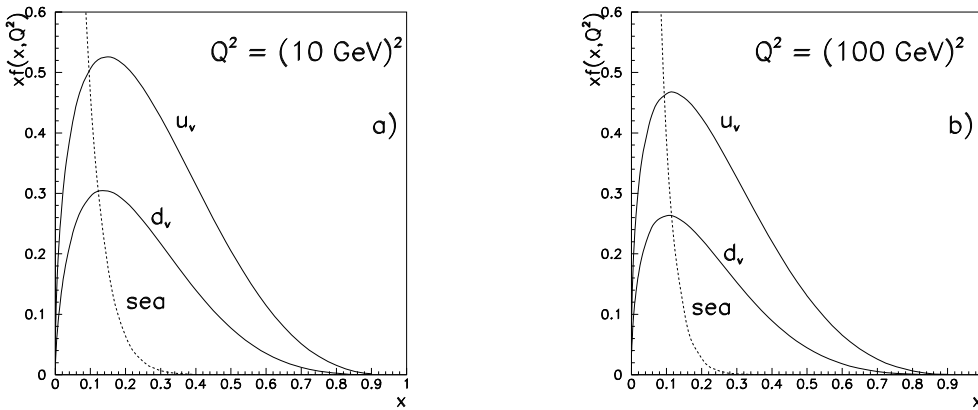 xf(x,Q²)
0.6
0.5
0.4
0.3
0.2
0.1
0
Q² = (10 GeV)²
a)
u_v
d_v
sea
0 0.1 0.2 0.3 0.4 0.5 0.6 0.7 0.8 0.9 1
x
xf(x,Q²)
0.6
0.5
0.4
0.3
0.2
0.1
0
Q² = (100 GeV)²
b)
u_v
d_v
sea
0 0.1 0.2 0.3 0.4 0.5 0.6 0.7 0.8 0.9
x